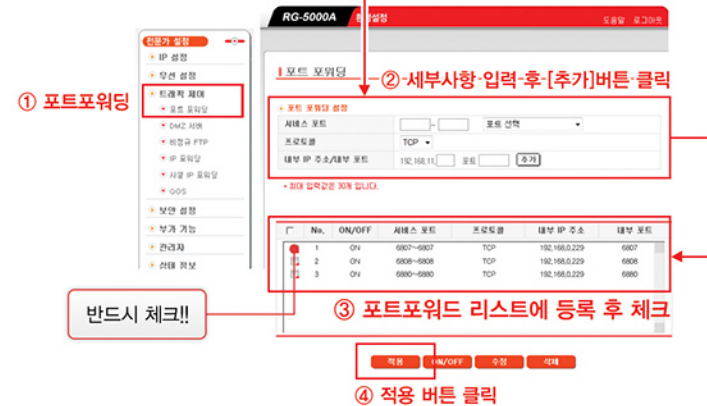 RG-5000A 환경설정 도움말 로그아웃
전문가 설정
IP 설정
무선 설정
트래픽 제어
포트 포워딩
DMZ 서버
비정규 FTP
IP 포워딩
사설 IP 포워딩
QOS
보안 설정
부가 기능
관리자
상태 정보
① 포트포워딩
포트 포워딩
② 세부사항 입력 후 [추가]버튼 클릭
포트 포워딩 설정
서비스 포트 ~ 포트 선택
프로토콜 TCP
내부 IP 주소/내부 포트 192,168,11, 포트 추가
* 최대 입력값은 30개 입니다.
No. ON/OFF 서비스 포트 프로토콜 내부 IP 주소 내부 포트
1 ON 6807~6807 TCP 192,168,0,229 6807
2 ON 6808~6808 TCP 192,168,0,229 6808
3 ON 6880~6880 TCP 192,168,0,229 6880
반드시 체크!!
③ 포트포워드 리스트에 등록 후 체크
적용 ON/OFF 수정 삭제
④ 적용 버튼 클릭